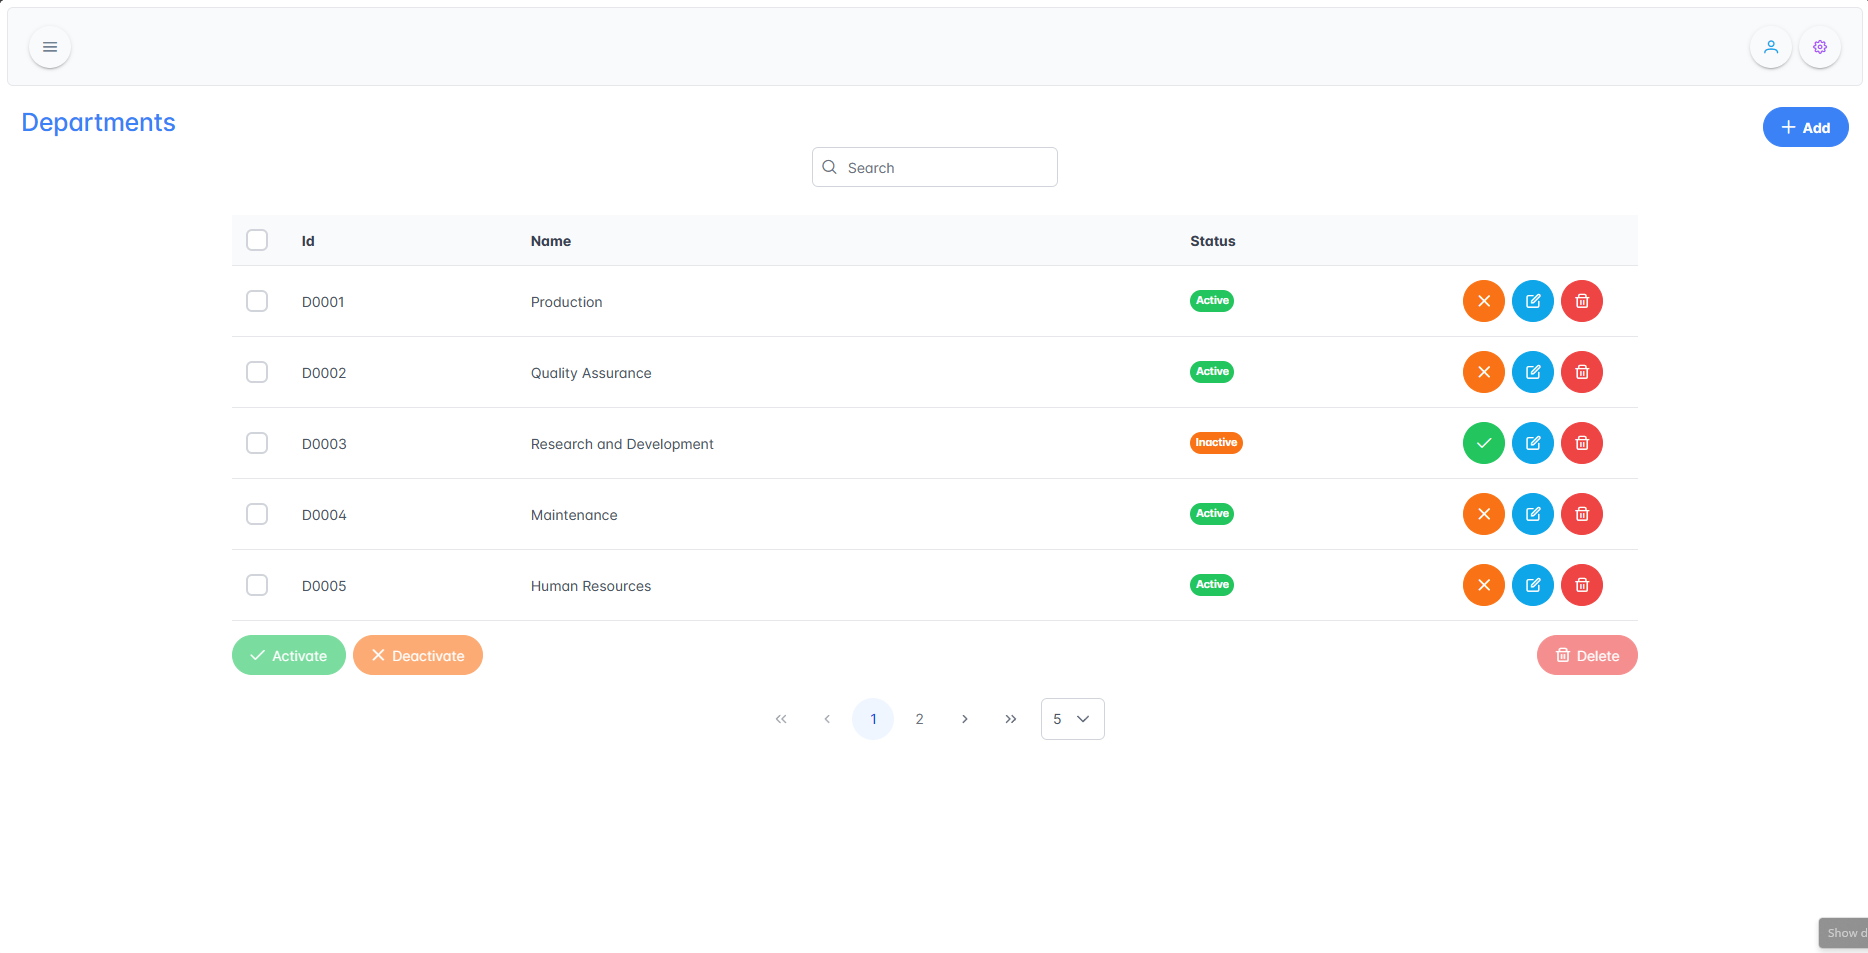 Departments
Add
Search
Id Name Status
D0001 Production Active
D0002 Quality Assurance Active
D0003 Research and Development Inactive
D0004 Maintenance Active
D0005 Human Resources Active
Activate Deactivate Delete
1 2 5
Show d